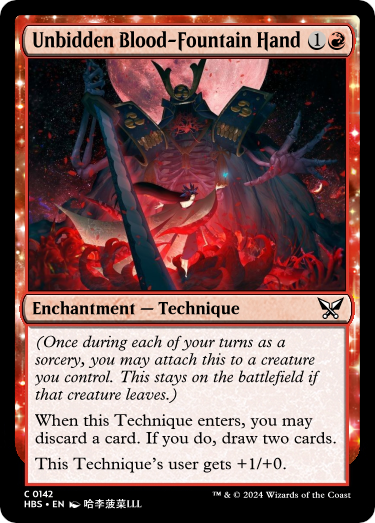 Unbidden Blood-Fountain Hand 1
Enchantment — Technique
(Once during each of your turns as a
sorcery, you may attach this to a creature
you control. This stays on the battlefield if
that creature leaves.)
When this Technique enters, you may
discard a card. If you do, draw two cards.
This Technique's user gets +1/+0.
C 0142
HBS • EN 哈李菠菜LLL
™ & © 2024 Wizards of the Coast